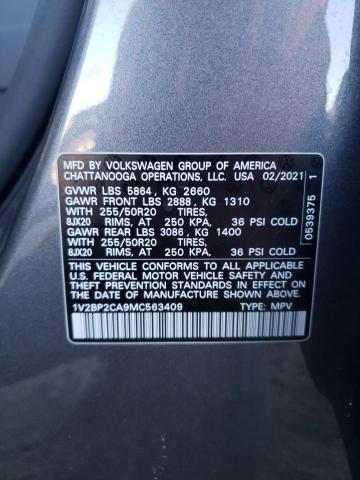 MFD BY VOLKSWAGEN GROUP OF AMERICA
CHATTANOOGA OPERATIONS, LLC. USA 02/2021
GVWR LBS 5864, KG 2660
GAWR FRONT LBS 2888, KG 1310
WITH 255/50R20 TIRES,
8JX20 RIMS, AT 250 KPA, 36 PSI COLD
GAWR REAR LBS 3086, KG 1400
WITH 255/50R20 TIRES,
8JX20 RIMS, AT 250 KPA, 36 PSI COLD
THIS VEHICLE CONFORMS TO ALL APPLICABLE
U.S. FEDERAL MOTOR VEHICLE SAFETY AND
THEFT PREVENTION STANDARDS IN EFFECT ON
THE DATE OF MANUFACTURE SHOWN ABOVE.
1V2BP2CA9MC563409 TYPE: MPV
0539375 1